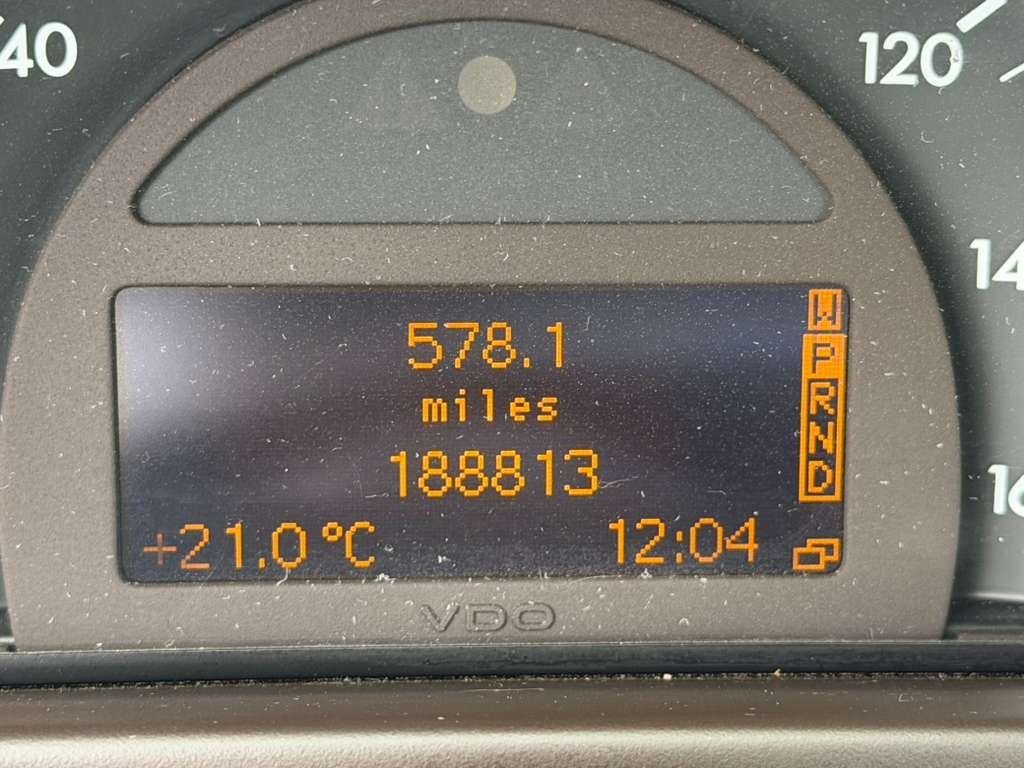 40
120
14
578.1
W
miles
P
R
188813
N
D
16
+21.0°C
12:04
VDO